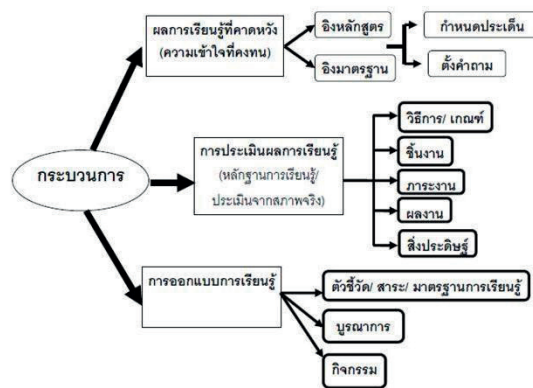 กระบวนการ
ผลการเรียนรู้ที่คาดหวัง
(ความเข้าใจที่คงทน)
อิงหลักสูตร
อิงมาตรฐาน
กำหนดประเด็น
ตั้งคำถาม
การประเมินผลการเรียนรู้
(หลักฐานการเรียนรู้/
ประเมินจากสภาพจริง)
วิธีการ/ เกณฑ์
ชิ้นงาน
ภาระงาน
ผลงาน
สิ่งประดิษฐ์
การออกแบบการเรียนรู้
ตัวชี้วัด/ สาระ/ มาตรฐานการเรียนรู้
บูรณาการ
กิจกรรม